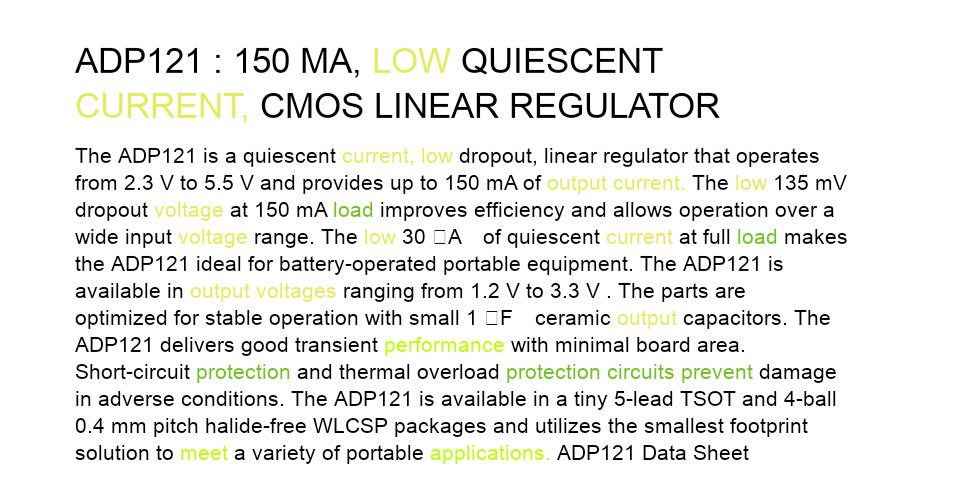 ADP121 : 150 MA, LOW QUIESCENT
CURRENT, CMOS LINEAR REGULATOR
The ADP121 is a quiescent current, low dropout, linear regulator that operates
from 2.3 V to 5.5 V and provides up to 150 mA of output current. The low 135 mV
dropout voltage at 150 mA load improves efficiency and allows operation over a
wide input voltage range. The low 30 □A of quiescent current at full load makes
the ADP121 ideal for battery-operated portable equipment. The ADP121 is
available in output voltages ranging from 1.2 V to 3.3 V . The parts are
optimized for stable operation with small 1 □F ceramic output capacitors. The
ADP121 delivers good transient performance with minimal board area.
Short-circuit protection and thermal overload protection circuits prevent damage
in adverse conditions. The ADP121 is available in a tiny 5-lead TSOT and 4-ball
0.4 mm pitch halide-free WLCSP packages and utilizes the smallest footprint
solution to meet a variety of portable applications. ADP121 Data Sheet